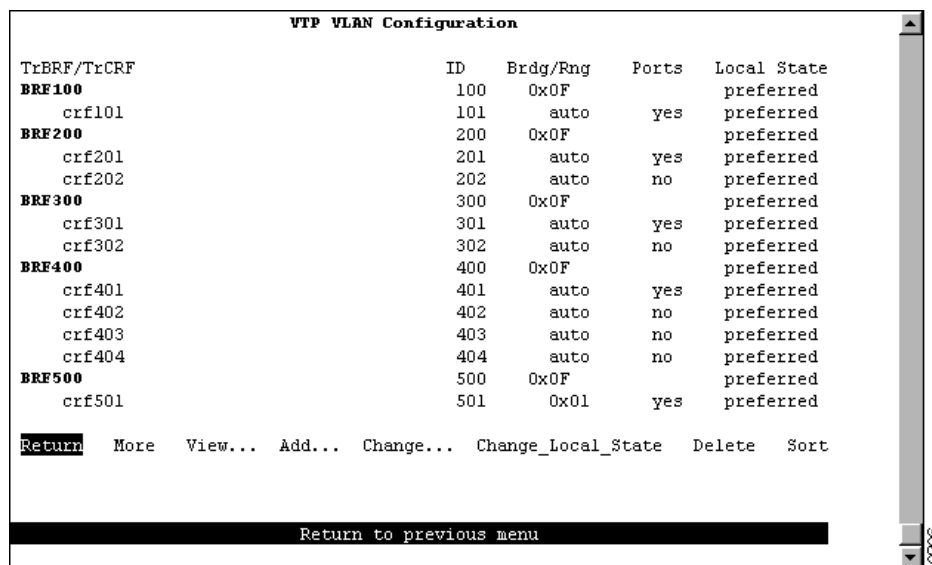 VTP VLAN Configuration
TrBRF/TrCRF ID Brdg/Rng Ports Local State
BRF100 100 0x0F preferred
crf101 101 auto yes preferred
BRF200 200 0x0F preferred
crf201 201 auto yes preferred
crf202 202 auto no preferred
BRF300 300 0x0F preferred
crf301 301 auto yes preferred
crf302 302 auto no preferred
BRF400 400 0x0F preferred
crf401 401 auto yes preferred
crf402 402 auto no preferred
crf403 403 auto no preferred
crf404 404 auto no preferred
BRF500 500 0x0F preferred
crf501 501 0x01 yes preferred
Return More View... Add... Change... Change_Local_State Delete Sort
Return to previous menu